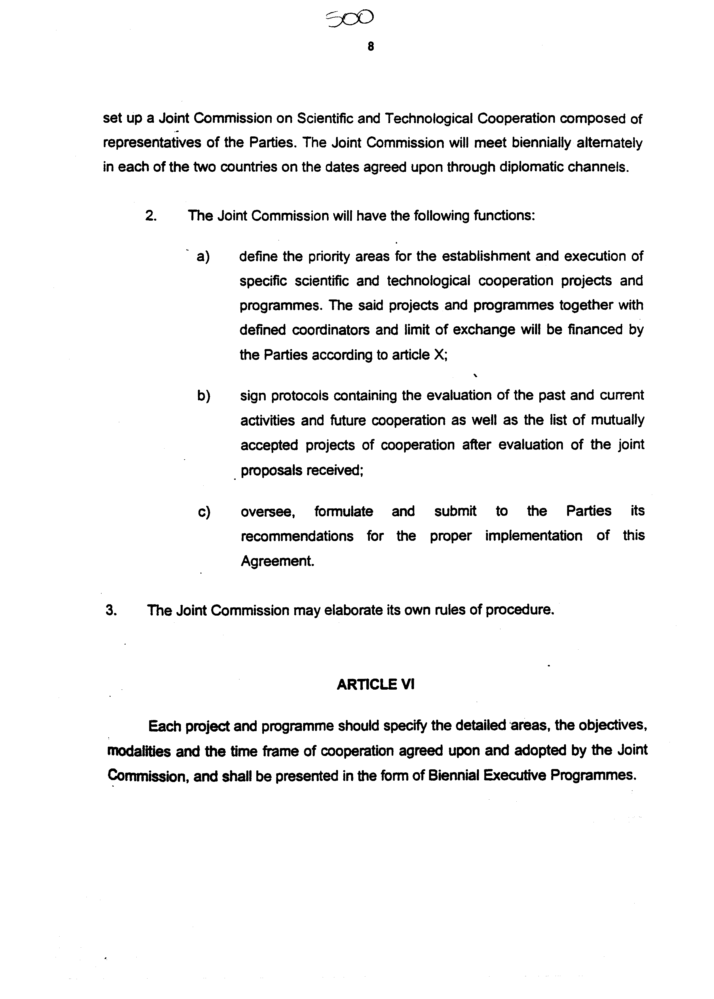 500
8
set up a Joint Commission on Scientific and Technological Cooperation composed of
representatives of the Parties. The Joint Commission will meet biennially alternately
in each of the two countries on the dates agreed upon through diplomatic channels.
2. The Joint Commission will have the following functions:
a) define the priority areas for the establishment and execution of
specific scientific and technological cooperation projects and
programmes. The said projects and programmes together with
defined coordinators and limit of exchange will be financed by
the Parties according to article X;
b) sign protocols containing the evaluation of the past and current
activities and future cooperation as well as the list of mutually
accepted projects of cooperation after evaluation of the joint
proposals received;
c) oversee, formulate and submit to the Parties its
recommendations for the proper implementation of this
Agreement.
3. The Joint Commission may elaborate its own rules of procedure.
ARTICLE VI
Each project and programme should specify the detailed areas, the objectives,
modalities and the time frame of cooperation agreed upon and adopted by the Joint
Commission, and shall be presented in the form of Biennial Executive Programmes.